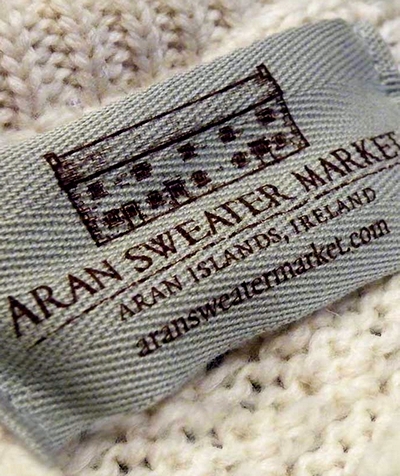 ARAN SWEATER MARKET
ARAN ISLANDS, IRELAND
aransweatermarket.com